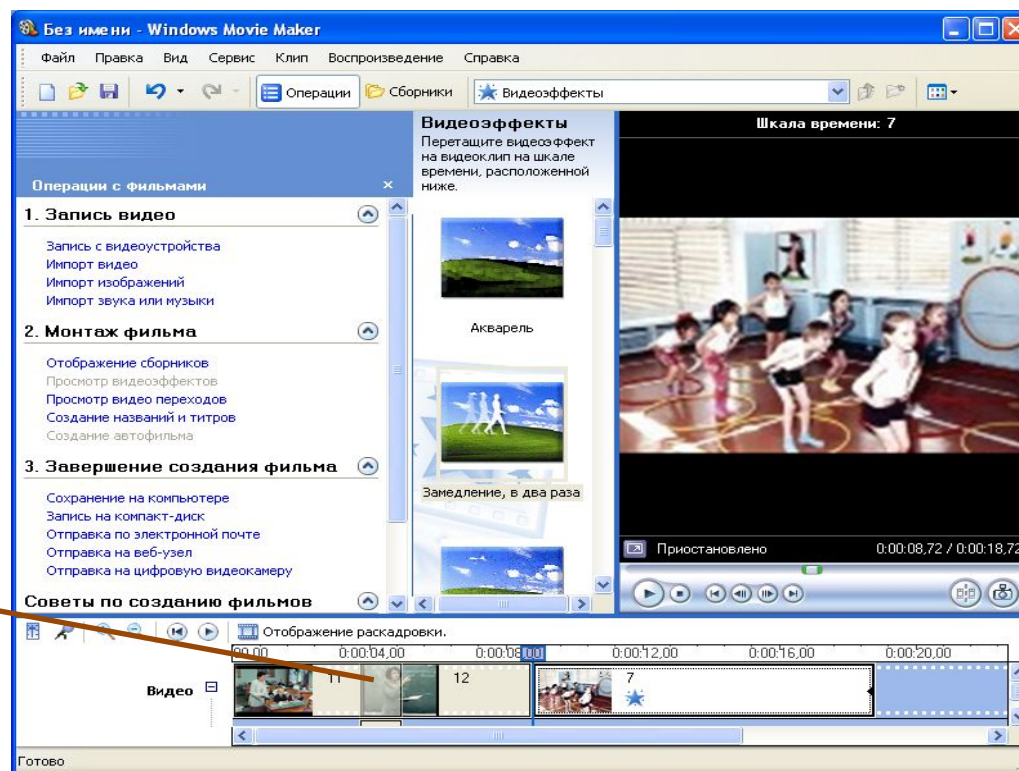 Без имени - Windows Movie Maker
Файл Правка Вид Сервис Клип Воспроизведение Справка
Операции Сборники Видеоэффекты
Операции с фильмами
1. Запись видео
Запись с видеоустройства
Импорт видео
Импорт изображений
Импорт звука или музыки
2. Монтаж фильма
Отображение сборников
Просмотр видеоэффектов
Просмотр видео переходов
Создание названий и титров
Создание автофильма
3. Завершение создания фильма
Сохранение на компьютере
Запись на компакт-диск
Отправка по электронной почте
Отправка на веб-узел
Отправка на цифровую видеокамеру
Советы по созданию фильмов
Видеоэффекты
Перетащите видеоэффект
на видеоклип на шкале
времени, расположенной
ниже.
Акварель
Замедление, в два раза
Шкала времени: 7
Приостановлено 0:00:08,72 / 0:00:18,72
Отображение раскадровки.
00,00 0:00:04,00 0:00:08,00 0:00:12,00 0:00:16,00 0:00:20,00
Видео 11 12 7
Готово